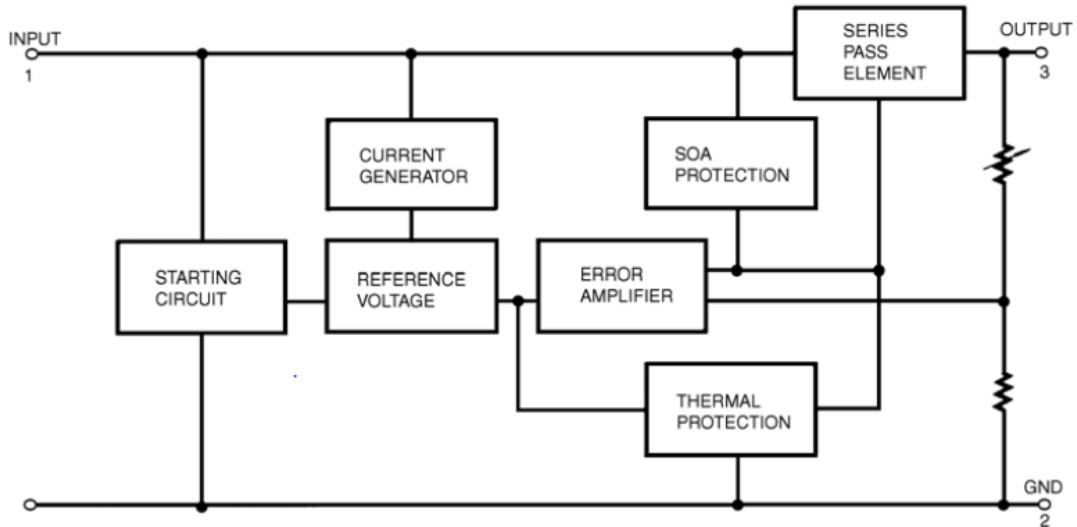 INPUT
1
SERIES
PASS
ELEMENT
OUTPUT
3
CURRENT
GENERATOR
SOA
PROTECTION
STARTING
CIRCUIT
REFERENCE
VOLTAGE
ERROR
AMPLIFIER
THERMAL
PROTECTION
GND
2